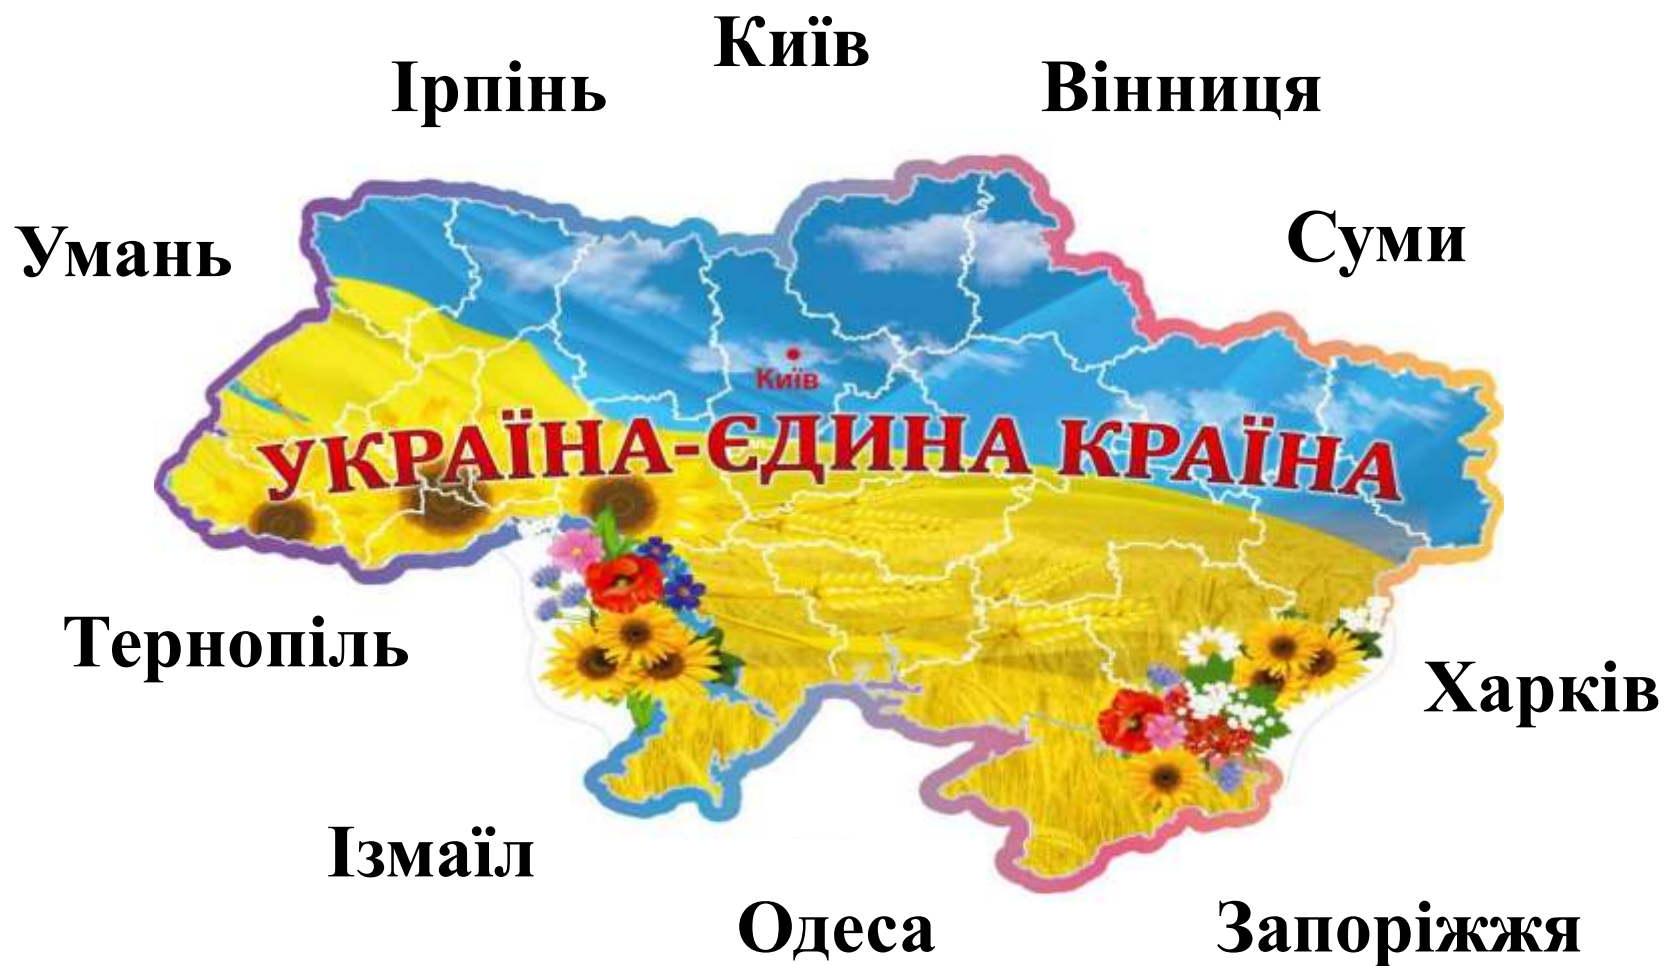 Київ
Ірпінь
Вінниця
Умань
Суми
Київ
УКРАЇНА-ЄДИНА КРАЇНА
Тернопіль
Харків
Ізмаїл
Одеса
Запоріжжя